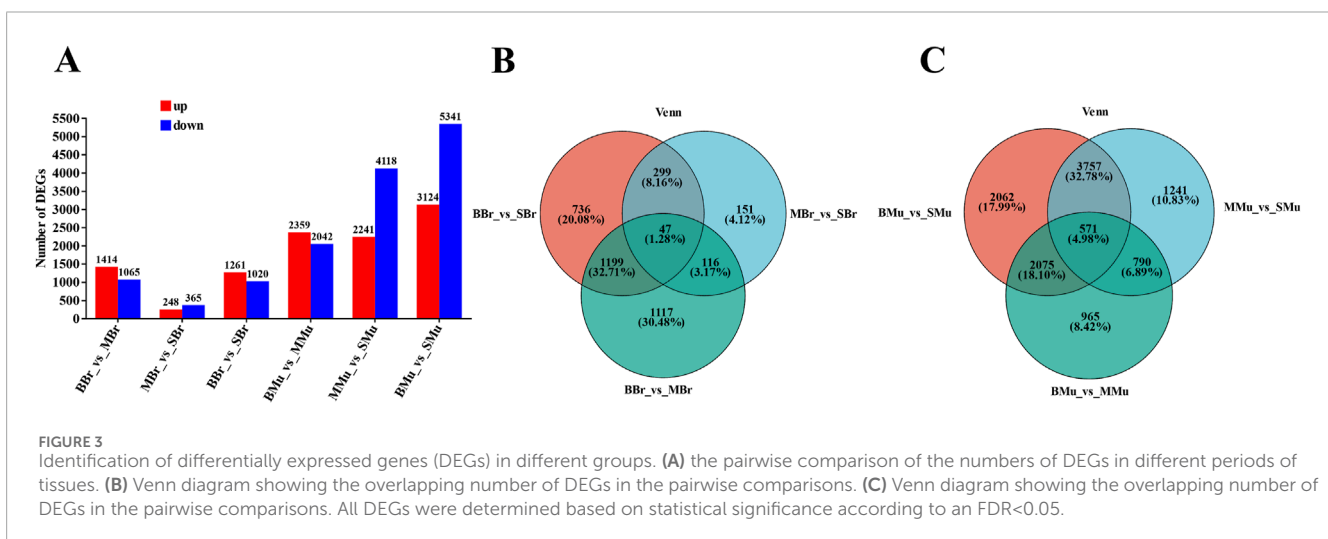 A
up
down
Number of DEGs
5500
5000
4500
4000
3500
3000
2500
2000
1500
1000
500
0
1414
1065
248
365
1261
1020
2359
2042
2241
4118
3124
5341
BBr_vs_MBr
MBr_vs_SBr
BBr_vs_SBr
BMu_vs_MMu
MMu_vs_SMu
BMu_vs_SMu
B
Venn
BBr_vs_SBr
MBr_vs_SBr
BBr_vs_MBr
299
(8.16%)
736
(20.08%)
151
(4.12%)
47
(1.28%)
1199
(32.71%)
116
(3.17%)
1117
(30.48%)
C
Venn
BMu_vs_SMu
MMu_vs_SMu
BMu_vs_MMu
3757
(32.78%)
2062
(17.99%)
1241
(10.83%)
571
(4.98%)
2075
(18.10%)
790
(6.89%)
965
(8.42%)
FIGURE 3
Identification of differentially expressed genes (DEGs) in different groups. (A) the pairwise comparison of the numbers of DEGs in different periods of
tissues. (B) Venn diagram showing the overlapping number of DEGs in the pairwise comparisons. (C) Venn diagram showing the overlapping number of
DEGs in the pairwise comparisons. All DEGs were determined based on statistical significance according to an FDR<0.05.